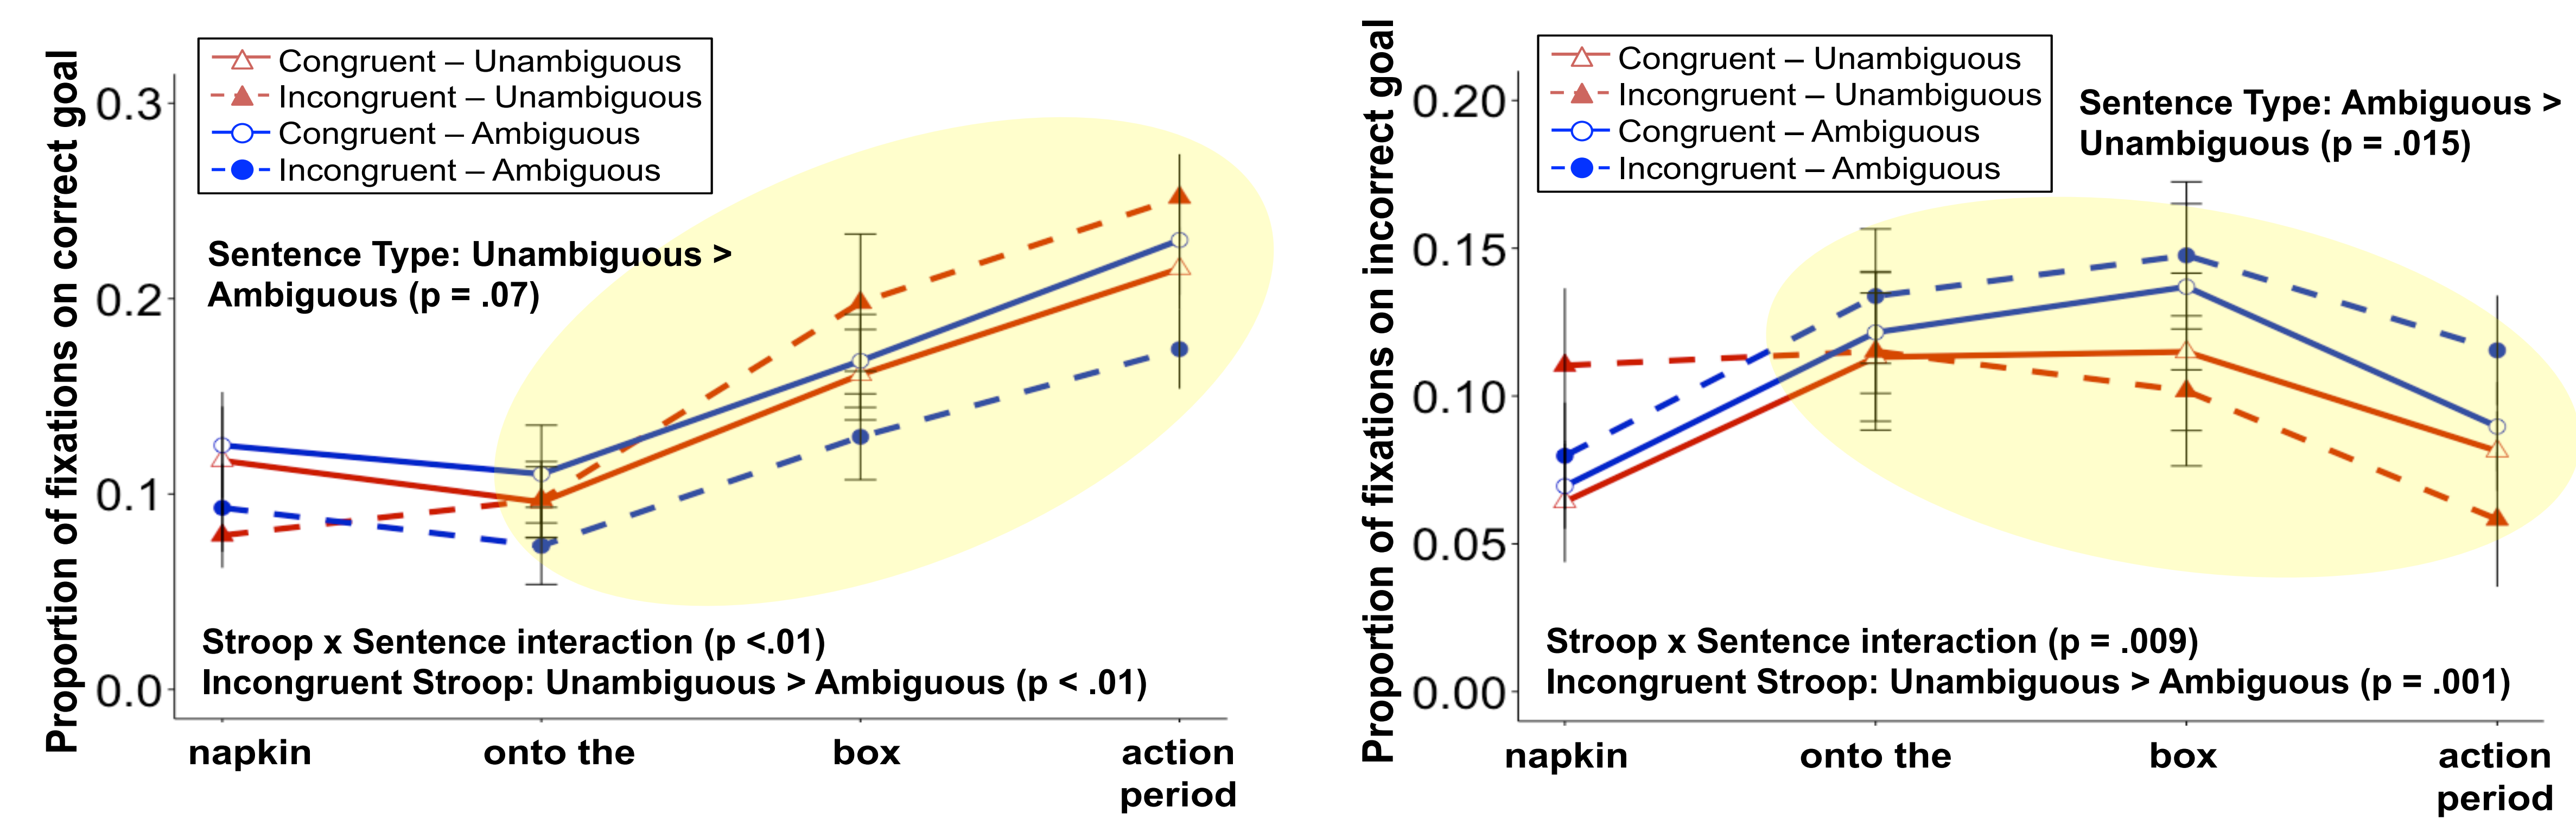 Proportion of fixations on correct goal
0.3
0.2
0.1
0.0
Congruent – Unambiguous
Incongruent – Unambiguous
Congruent – Ambiguous
Incongruent – Ambiguous
Sentence Type: Unambiguous >
Ambiguous (p = .07)
Stroop x Sentence interaction (p <.01)
Incongruent Stroop: Unambiguous > Ambiguous (p < .01)
napkin
onto the
box
action
period
Proportion of fixations on incorrect goal
0.20
0.15
0.10
0.05
0.00
Congruent – Unambiguous
Incongruent – Unambiguous
Congruent – Ambiguous
Incongruent – Ambiguous
Sentence Type: Ambiguous >
Unambiguous (p = .015)
Stroop x Sentence interaction (p = .009)
Incongruent Stroop: Unambiguous > Ambiguous (p = .001)
napkin
onto the
box
action
period